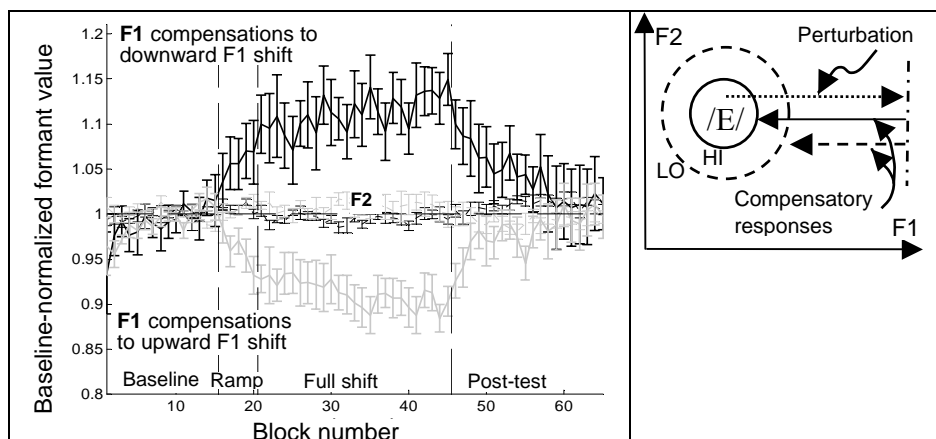 Baseline-normalized formant value
1.2
1.15
1.1
1.05
1
0.95
0.9
0.85
0.8
F1 compensations to
downward F1 shift
F2
F1 compensations
to upward F1 shift
Baseline
Ramp
Full shift
Post-test
10
20
30
40
50
60
Block number
F2
Perturbation
/E/
HI
LO
Compensatory
responses
F1